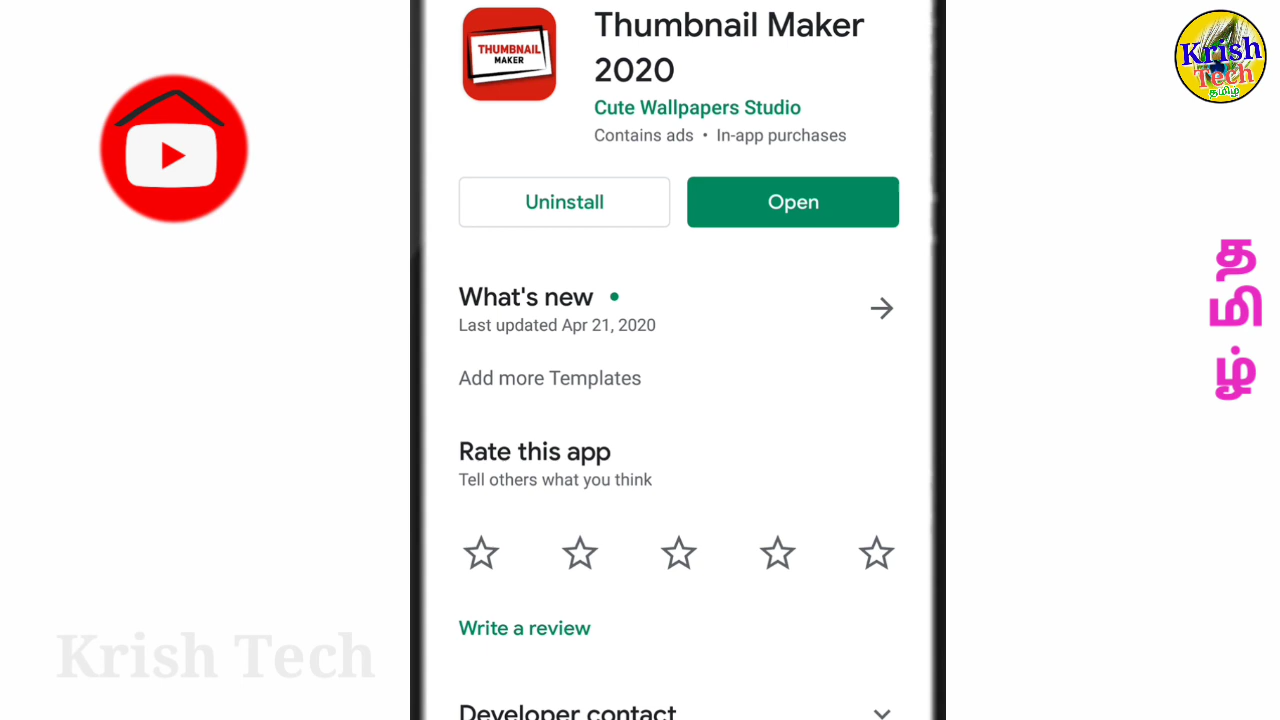 Thumbnail Maker
2020
THUMBNAIL
MAKER
Cute Wallpapers Studio
Contains ads • In-app purchases
Uninstall
Open
What's new •
Last updated Apr 21, 2020
Add more Templates
Rate this app
Tell others what you think
Write a review
Developer contact
Krish
Tech
தமிழ்
த
மி
ழ்
Krish Tech